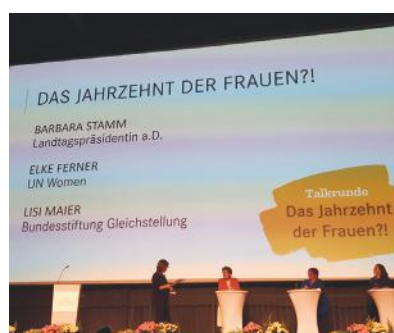 DAS JAHRZEHNT DER FRAUEN?!
BARBARA STAMM
Landtagspräsidentin a.D.
ELKE FERNER
UN Women
LISI MAIER
Bundesstiftung Gleichstellung
Talkrunde
Das Jahrzehnt
der Frauen?!